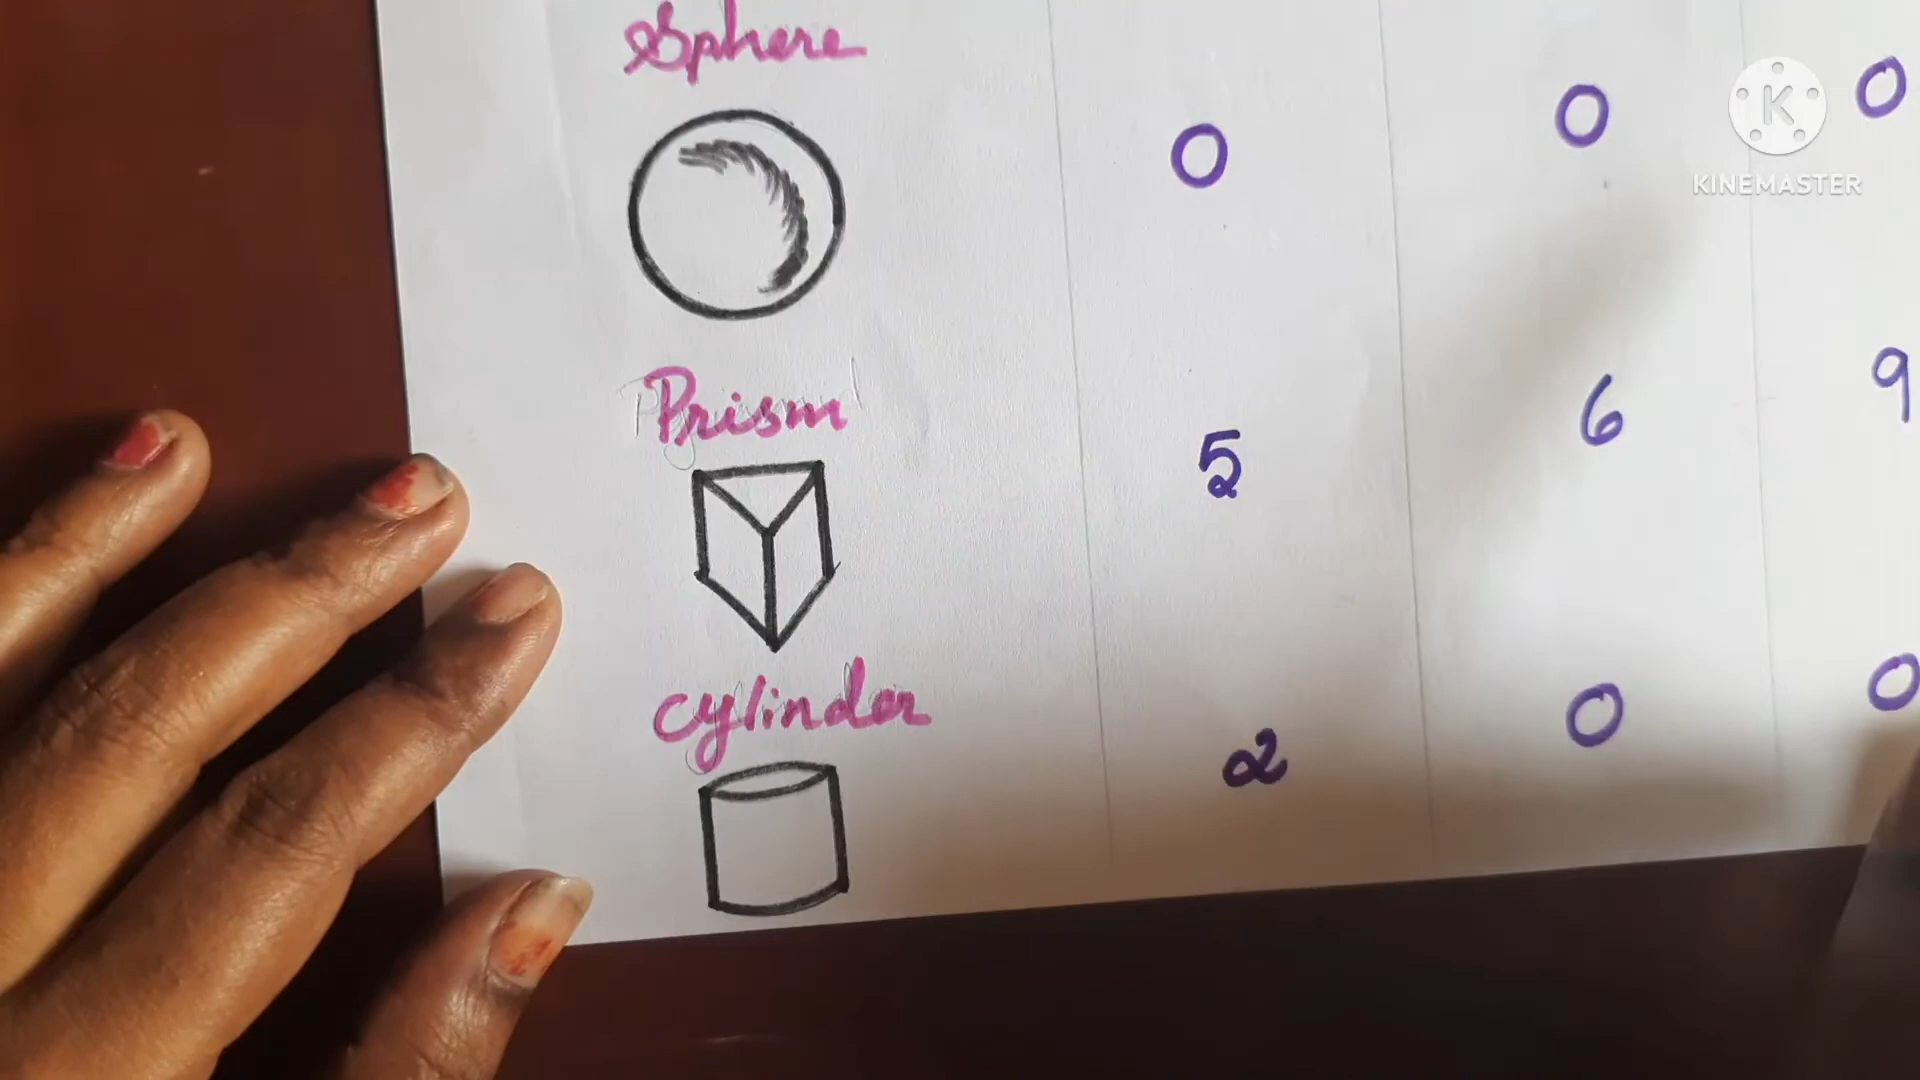 Sphere
0 0 0
KINEMASTER
Prism
5 6 9
cylinder
2 0 0